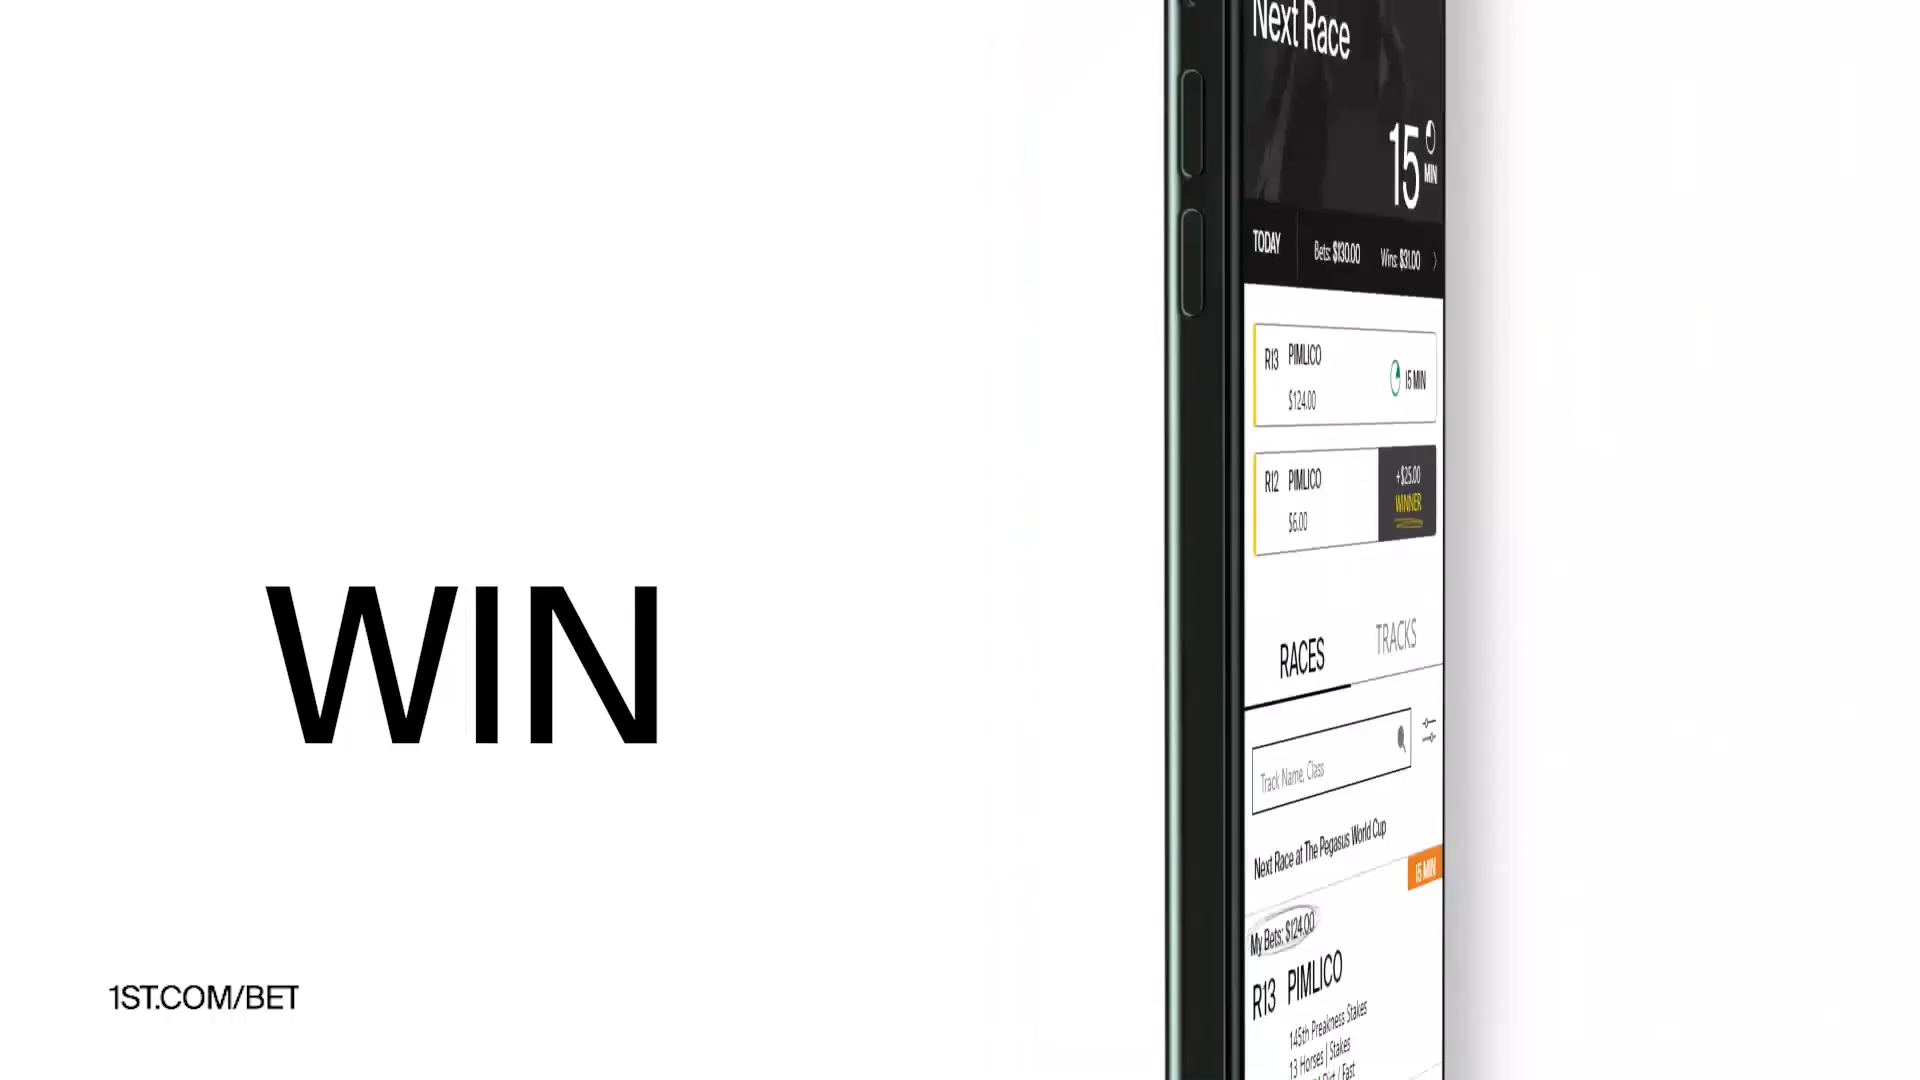 Next Race
15
MIN
TODAY
Bets: $130.00
Wins: $31.00
R13 PIMLICO
15 MIN
$124.00
R12 PIMLICO
+$25.00
WINNER
$6.00
WIN
RACES
TRACKS
Track Name, Class
Next Race at The Pegasus World Cup
15 MIN
My Bets: $124.00
R13 PIMLICO
145th Preakness Stakes
13 Horses | Stakes
Dirt / Fast
1ST.COM/BET